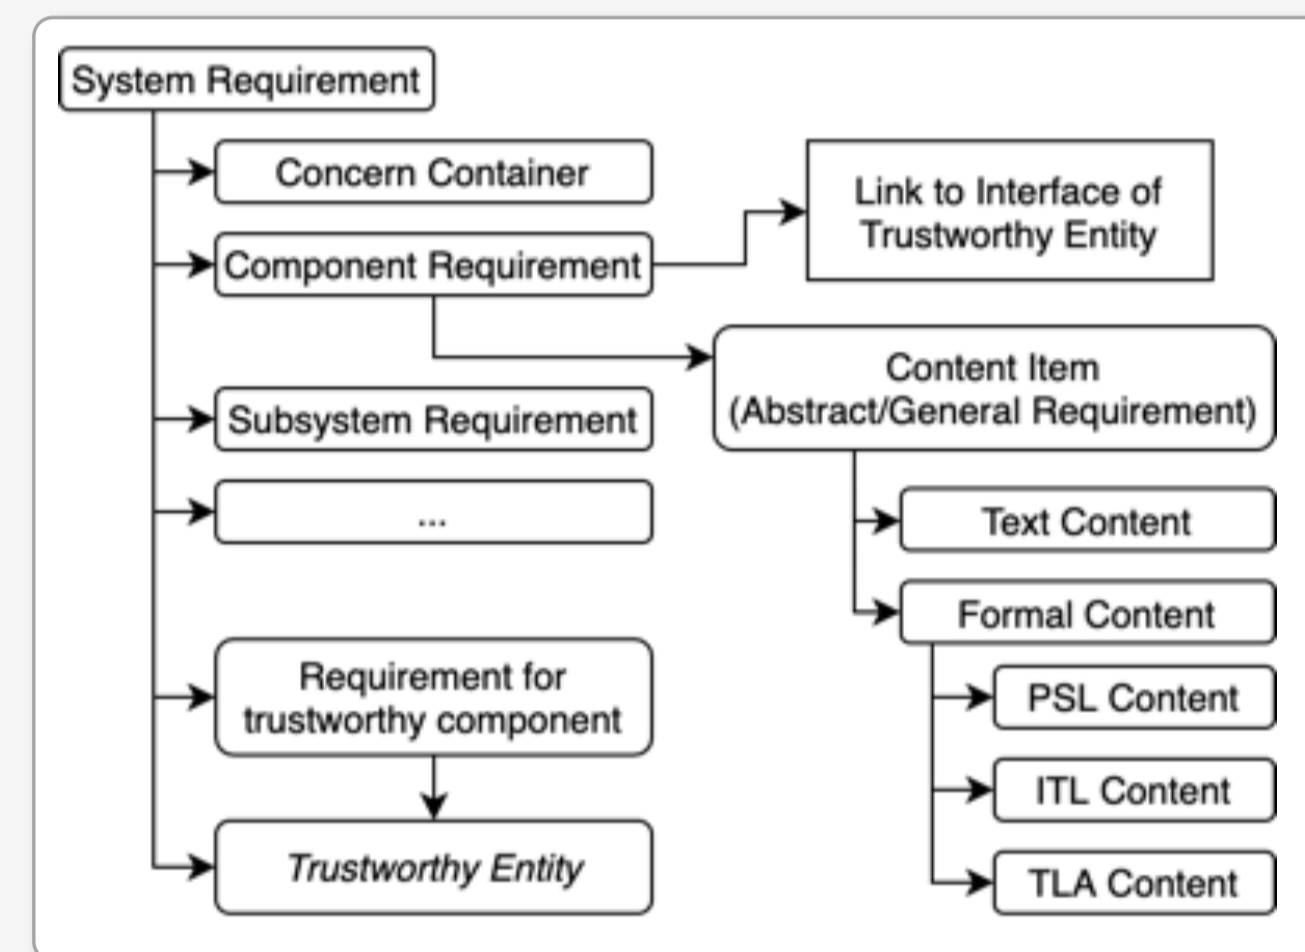 System Requirement
Concern Container
Component Requirement
Link to Interface of
Trustworthy Entity
Content Item
(Abstract/General Requirement)
Subsystem Requirement
...
Text Content
Formal Content
Requirement for
trustworthy component
PSL Content
ITL Content
Trustworthy Entity
TLA Content